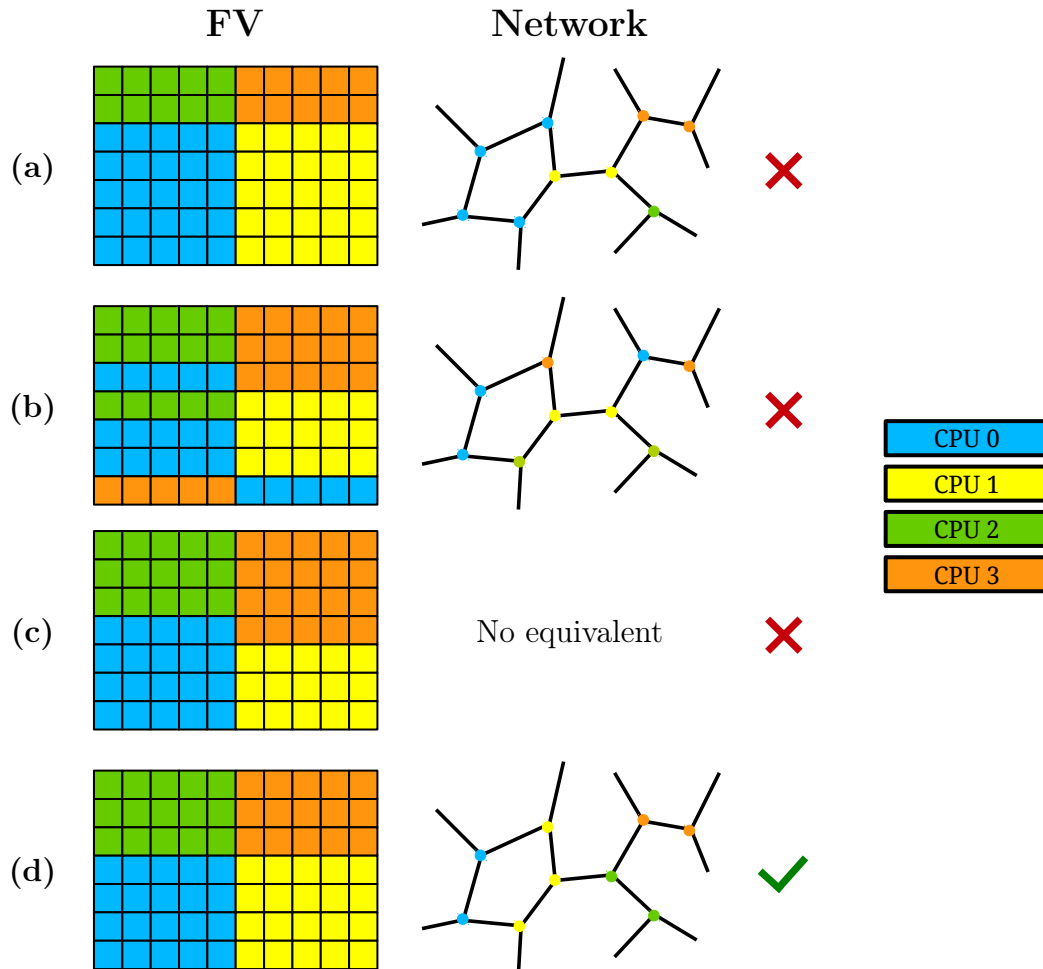 FV
Network
(a)
(b)
CPU 0
CPU 1
CPU 2
CPU 3
(c)
No equivalent
(d)